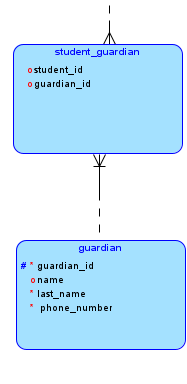 student_guardian
o student_id
o guardian_id
guardian
# * guardian_id
o name
* last_name
* phone_number